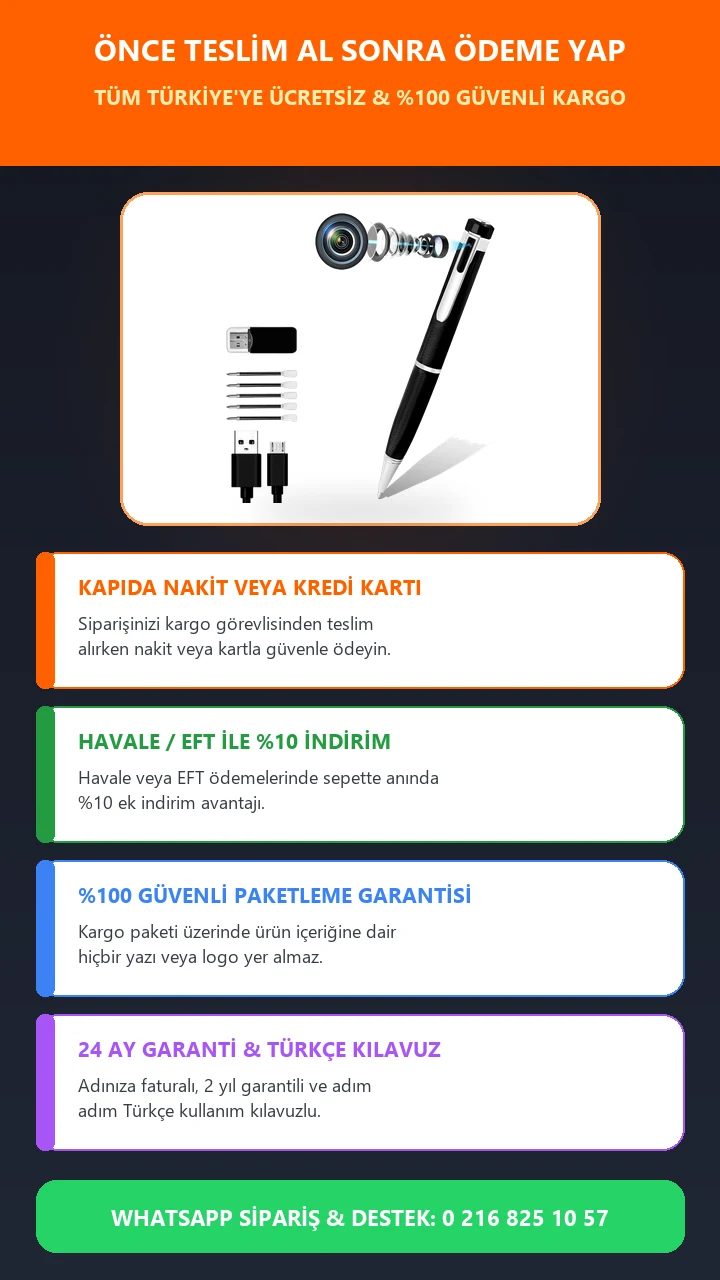 ÖNCE TESLİM AL SONRA ÖDEME YAP
TÜM TÜRKİYE'YE ÜCRETSİZ & %100 GÜVENLİ KARGO
KAPIDA NAKİT VEYA KREDİ KARTI
Siparişinizi kargo görevlisinden teslim
alırken nakit veya kartla güvenle ödeyin.
HAVALE / EFT İLE %10 İNDİRİM
Havale veya EFT ödemelerinde sepette anında
%10 ek indirim avantajı.
%100 GÜVENLİ PAKETLEME GARANTİSİ
Kargo paketi üzerinde ürün içeriğine dair
hiçbir yazı veya logo yer almaz.
24 AY GARANTİ & TÜRKÇE KILAVUZ
Adınıza faturalı, 2 yıl garantili ve adım
adım Türkçe kullanım kılavuzlu.
WHATSAPP SİPARİŞ & DESTEK: 0 216 825 10 57